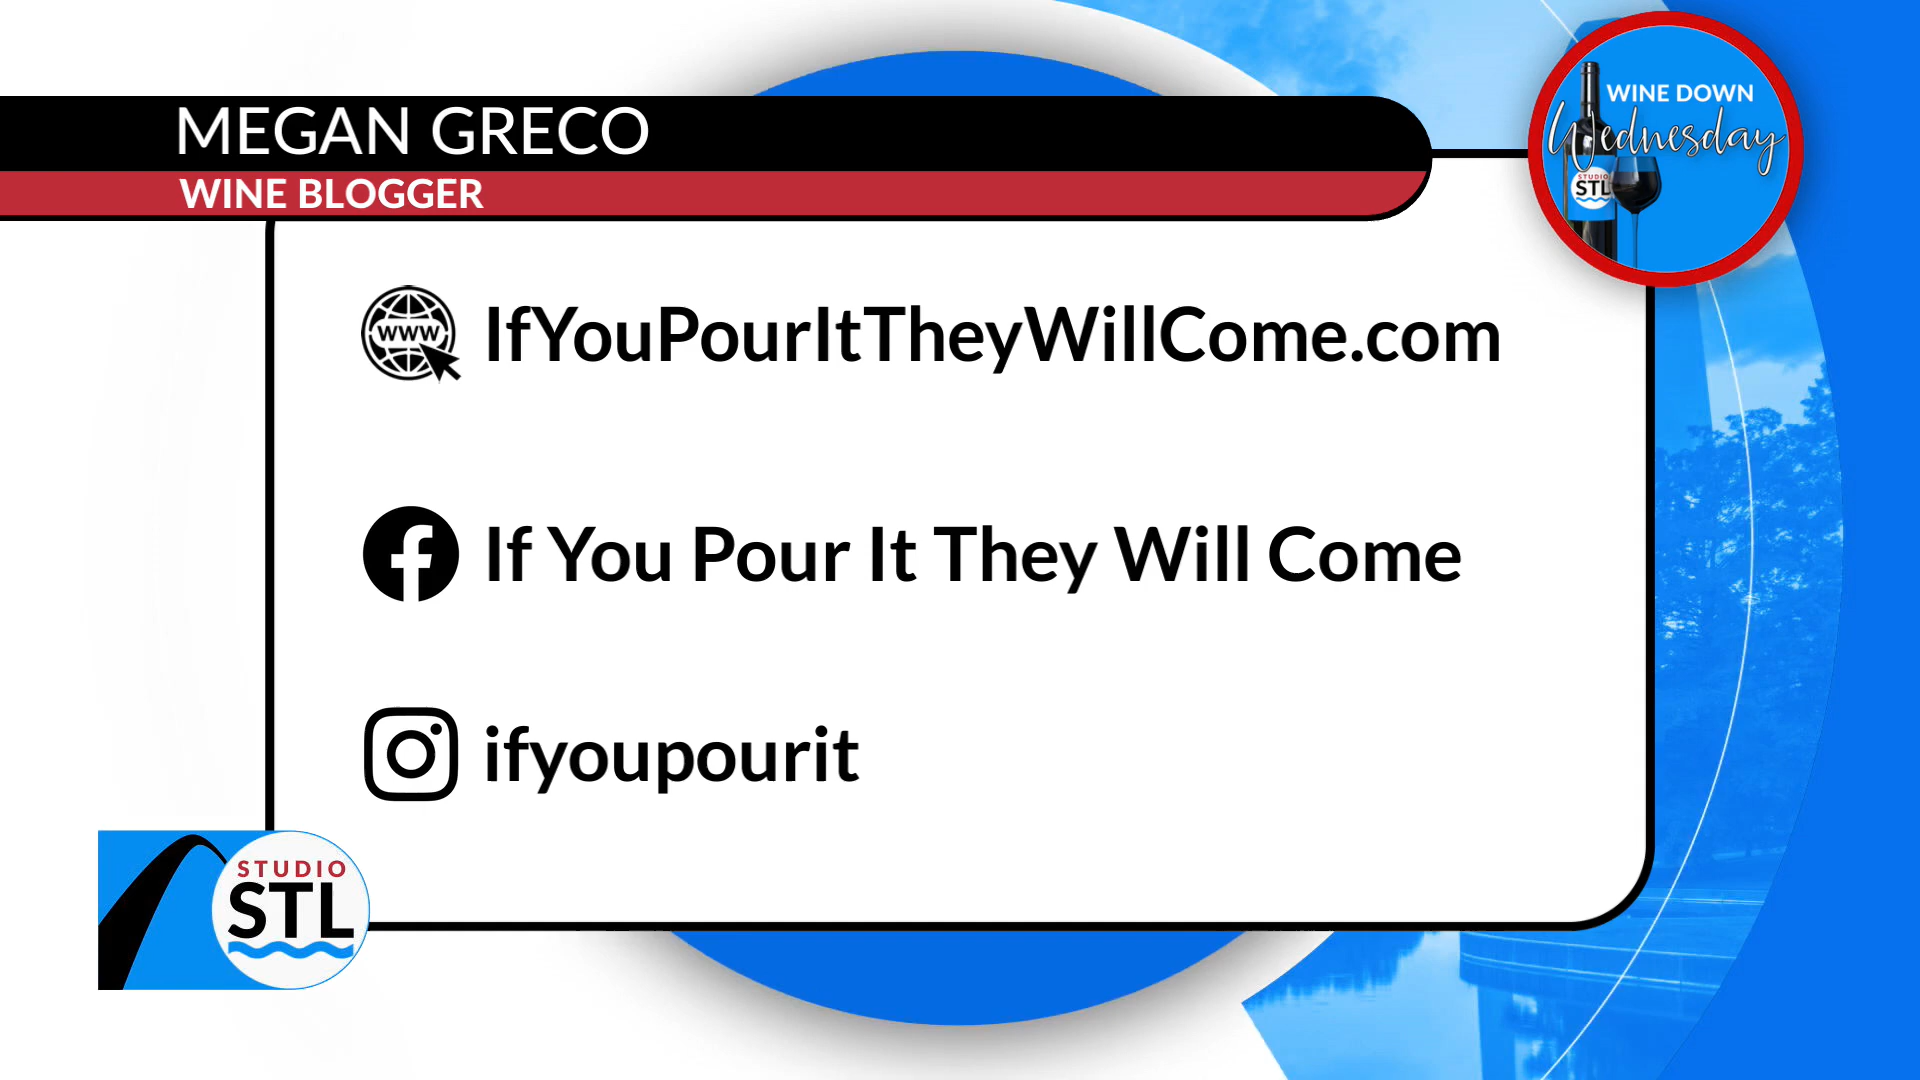 MEGAN GRECO
WINE BLOGGER
WINE DOWN
Wednesday
STUDIO
STL
www
IfYouPourItTheyWillCome.com
If You Pour It They Will Come
ifyoupourit
STUDIO
STL